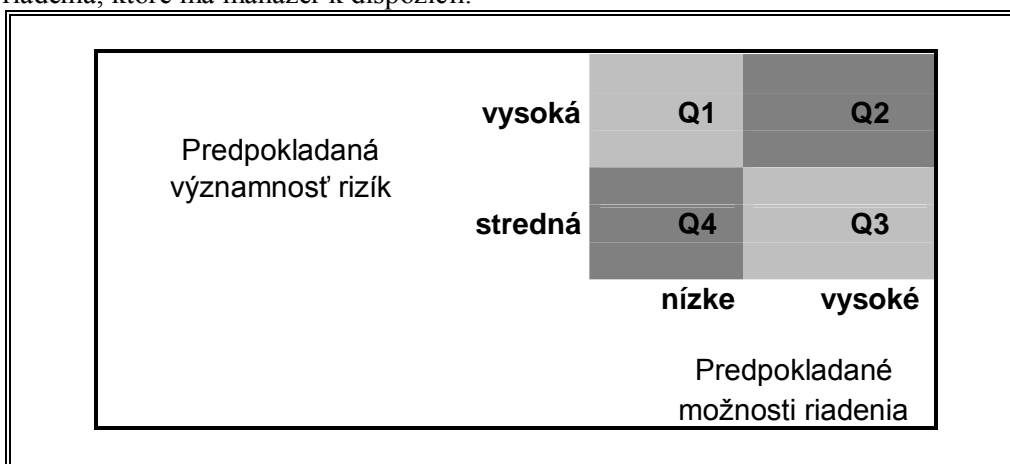 riadenia, ktoré má manažér k dispozícii.
vysoká Q1 Q2
Predpokladaná
významnosť rizík
stredná Q4 Q3
nízke vysoké
Predpokladané
možnosti riadenia